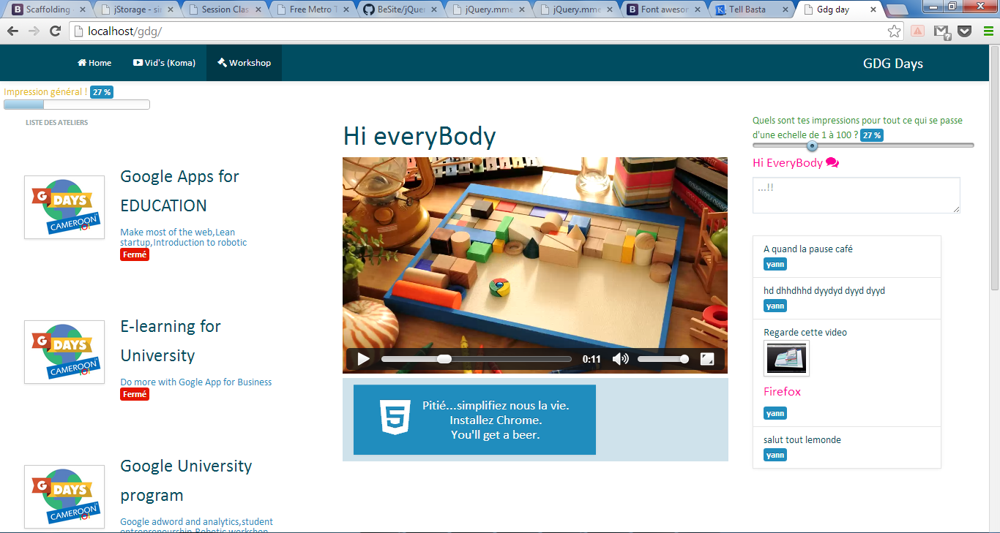 Scaffolding
jStorage - sin
Session Clas
Free Metro T
BeSite/jQuer
jQuery.mme
jQuery.mme
Font aweson
Tell Basta
Gdg day
localhost/gdg/
Home
Vid's (Koma)
Workshop
GDG Days
Impression général ! 27 %
LISTE DES ATELIERS
G DAYS
CAMEROON
Google Apps for
EDUCATION
Make most of the web,Lean
startup,Introduction to robotic
Fermé
G DAYS
CAMEROON
E-learning for
University
Do more with Gogle App for Business
Fermé
G DAYS
CAMEROON
Google University
program
Google adword and analytics,student
entreprenership,Robotic workshop
Hi everyBody
0:11
Pitié...simplifiez nous la vie.
Installez Chrome.
You'll get a beer.
Quels sont tes impressions pour tout ce qui se passe
d'une echelle de 1 à 100 ? 27 %
Hi EveryBody
...!!
A quand la pause café
yann
hd dhhdhhd dyydyd dyyd dyyd
yann
Regarde cette video
Firefox
yann
salut tout lemonde
yann